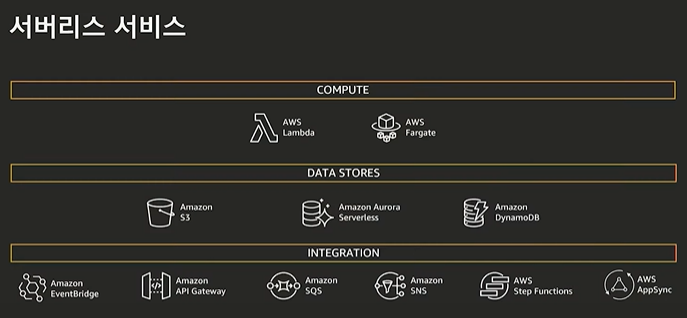 서버리스 서비스
COMPUTE
AWS
Lambda
AWS
Fargate
DATA STORES
Amazon
S3
Amazon Aurora
Serverless
Amazon
DynamoDB
INTEGRATION
Amazon
EventBridge
Amazon
API Gateway
Amazon
SQS
Amazon
SNS
AWS
Step Functions
AWS
AppSync